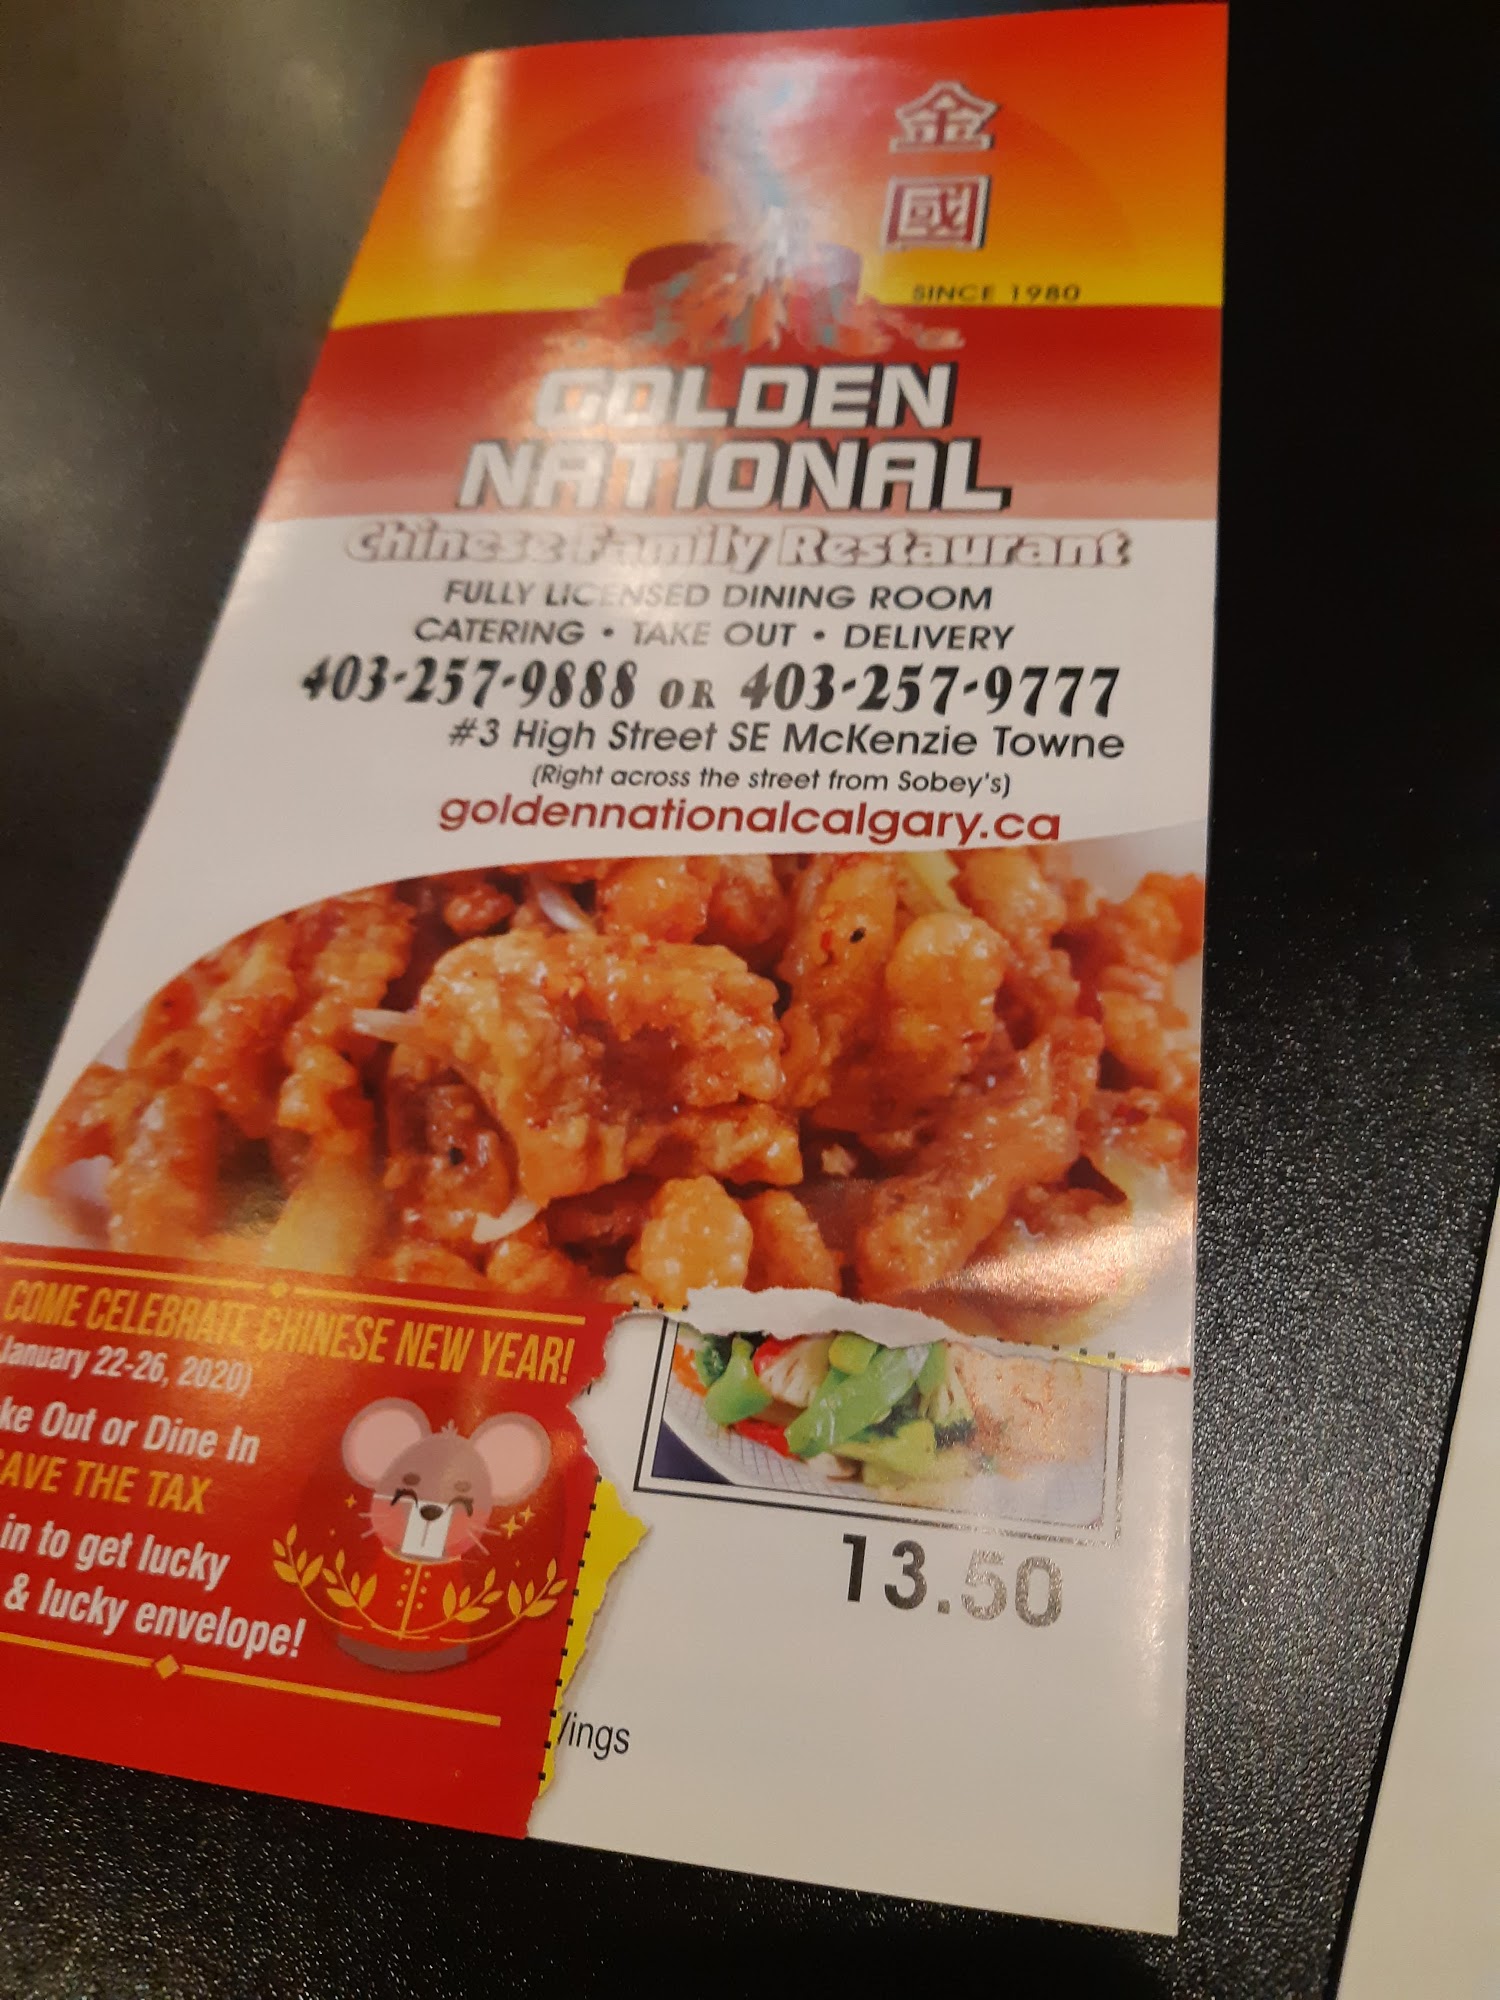 金
國
SINCE 1980
GOLDEN
NATIONAL
Chinese Family Restaurant
FULLY LICENSED DINING ROOM
CATERING • TAKE OUT • DELIVERY
403-257-9888 OR 403-257-9777
#3 High Street SE McKenzie Towne
(Right across the street from Sobey's)
goldennationalcalgary.ca
COME CELEBRATE CHINESE NEW YEAR!
(January 22-26, 2020)
ke Out or Dine In
AVE THE TAX
in to get lucky
& lucky envelope!
13.50
ings